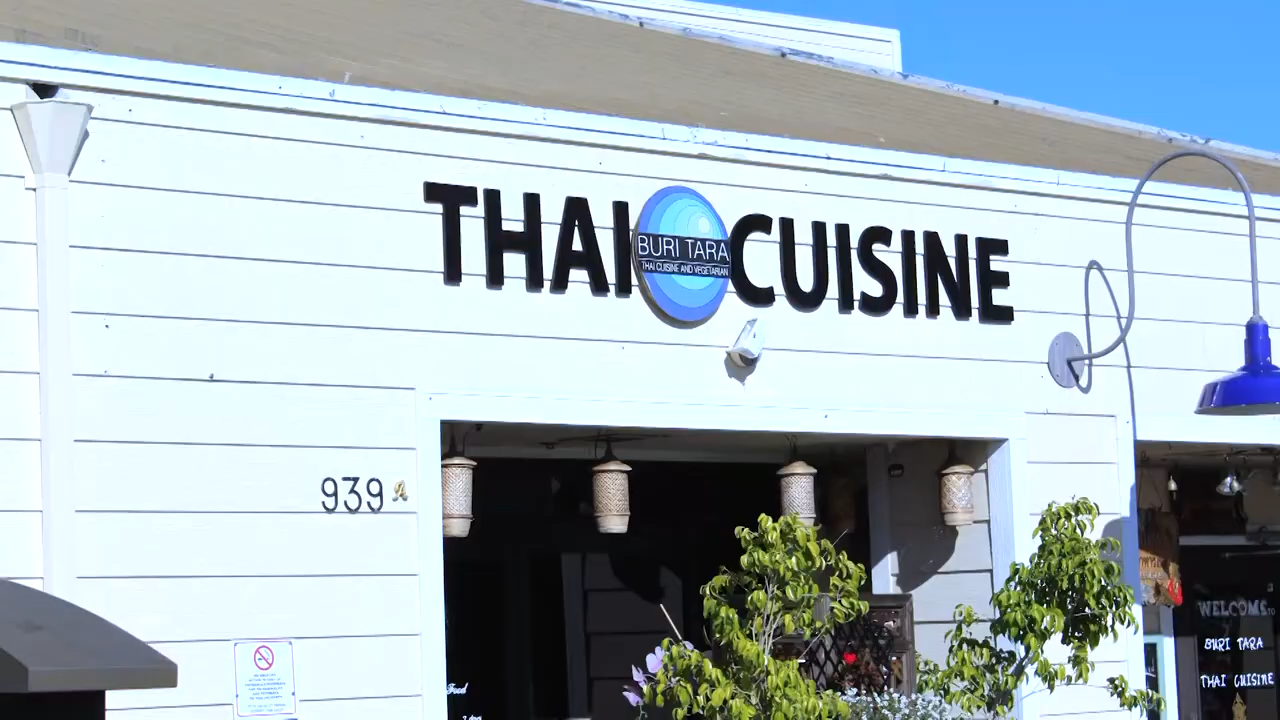 THAI CUISINE
BURI TARA
THAI CUISINE AND VEGETARIAN
939 A
WELCOME TO
BURI TARA
THAI CUISINE